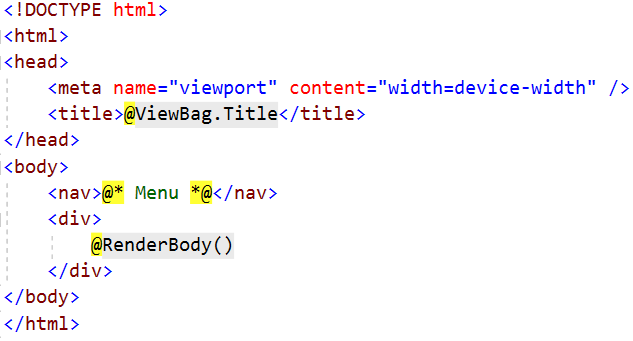 <!DOCTYPE html>
<html>
<head>
    <meta name="viewport" content="width=device-width" />
    <title>@ViewBag.Title</title>
</head>
<body>
    <nav>@* Menu *@</nav>
    <div>
        @RenderBody()
    </div>
</body>
</html>